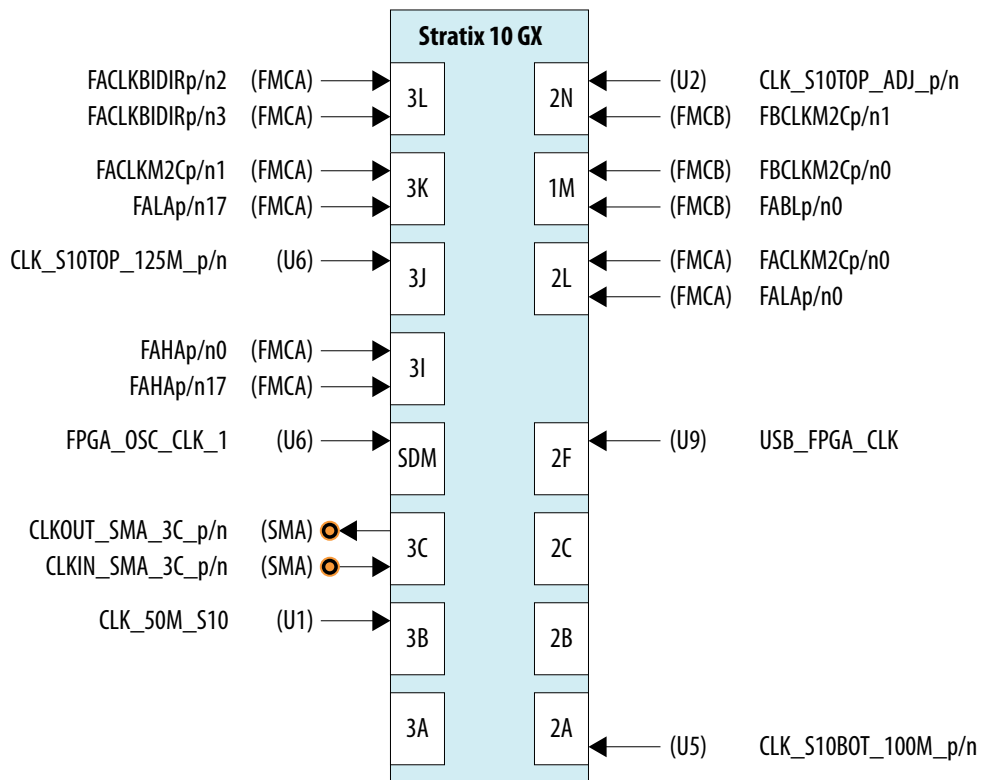 Stratix 10 GX
FACLKBIDIRp/n2 (FMCA) 3L 2N (U2) CLK_S10TOP_ADJ_p/n
FACLKBIDIRp/n3 (FMCA) (FMCB) FBCLKM2Cp/n1
FACLKM2Cp/n1 (FMCA) 3K 1M (FMCB) FBCLKM2Cp/n0
FALAp/n17 (FMCA) (FMCB) FABLp/n0
CLK_S10TOP_125M_p/n (U6) 3J 2L (FMCA) FACLKM2Cp/n0
(FMCA) FALAp/n0
FAHAp/n0 (FMCA) 3I
FAHAp/n17 (FMCA)
FPGA_OSC_CLK_1 (U6) SDM 2F (U9) USB_FPGA_CLK
CLKOUT_SMA_3C_p/n (SMA) 3C 2C
CLKIN_SMA_3C_p/n (SMA)
CLK_50M_S10 (U1) 3B 2B
3A 2A (U5) CLK_S10BOT_100M_p/n